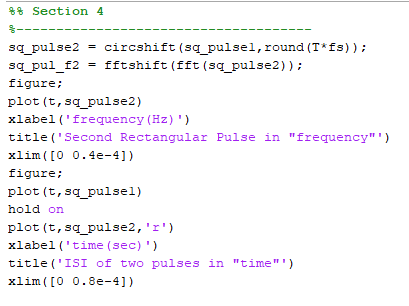 %% Section 4
%--------------------------------------
sq_pulse2 = circshift(sq_pulse1,round(T*fs));
sq_pul_f2 = fftshift(fft(sq_pulse2));
figure;
plot(t,sq_pulse2)
xlabel('frequency(Hz)')
title('Second Rectangular Pulse in "frequency"')
xlim([0 0.4e-4])
figure;
plot(t,sq_pulse1)
hold on
plot(t,sq_pulse2,'r')
xlabel('time(sec)')
title('ISI of two pulses in "time"')
xlim([0 0.8e-4])